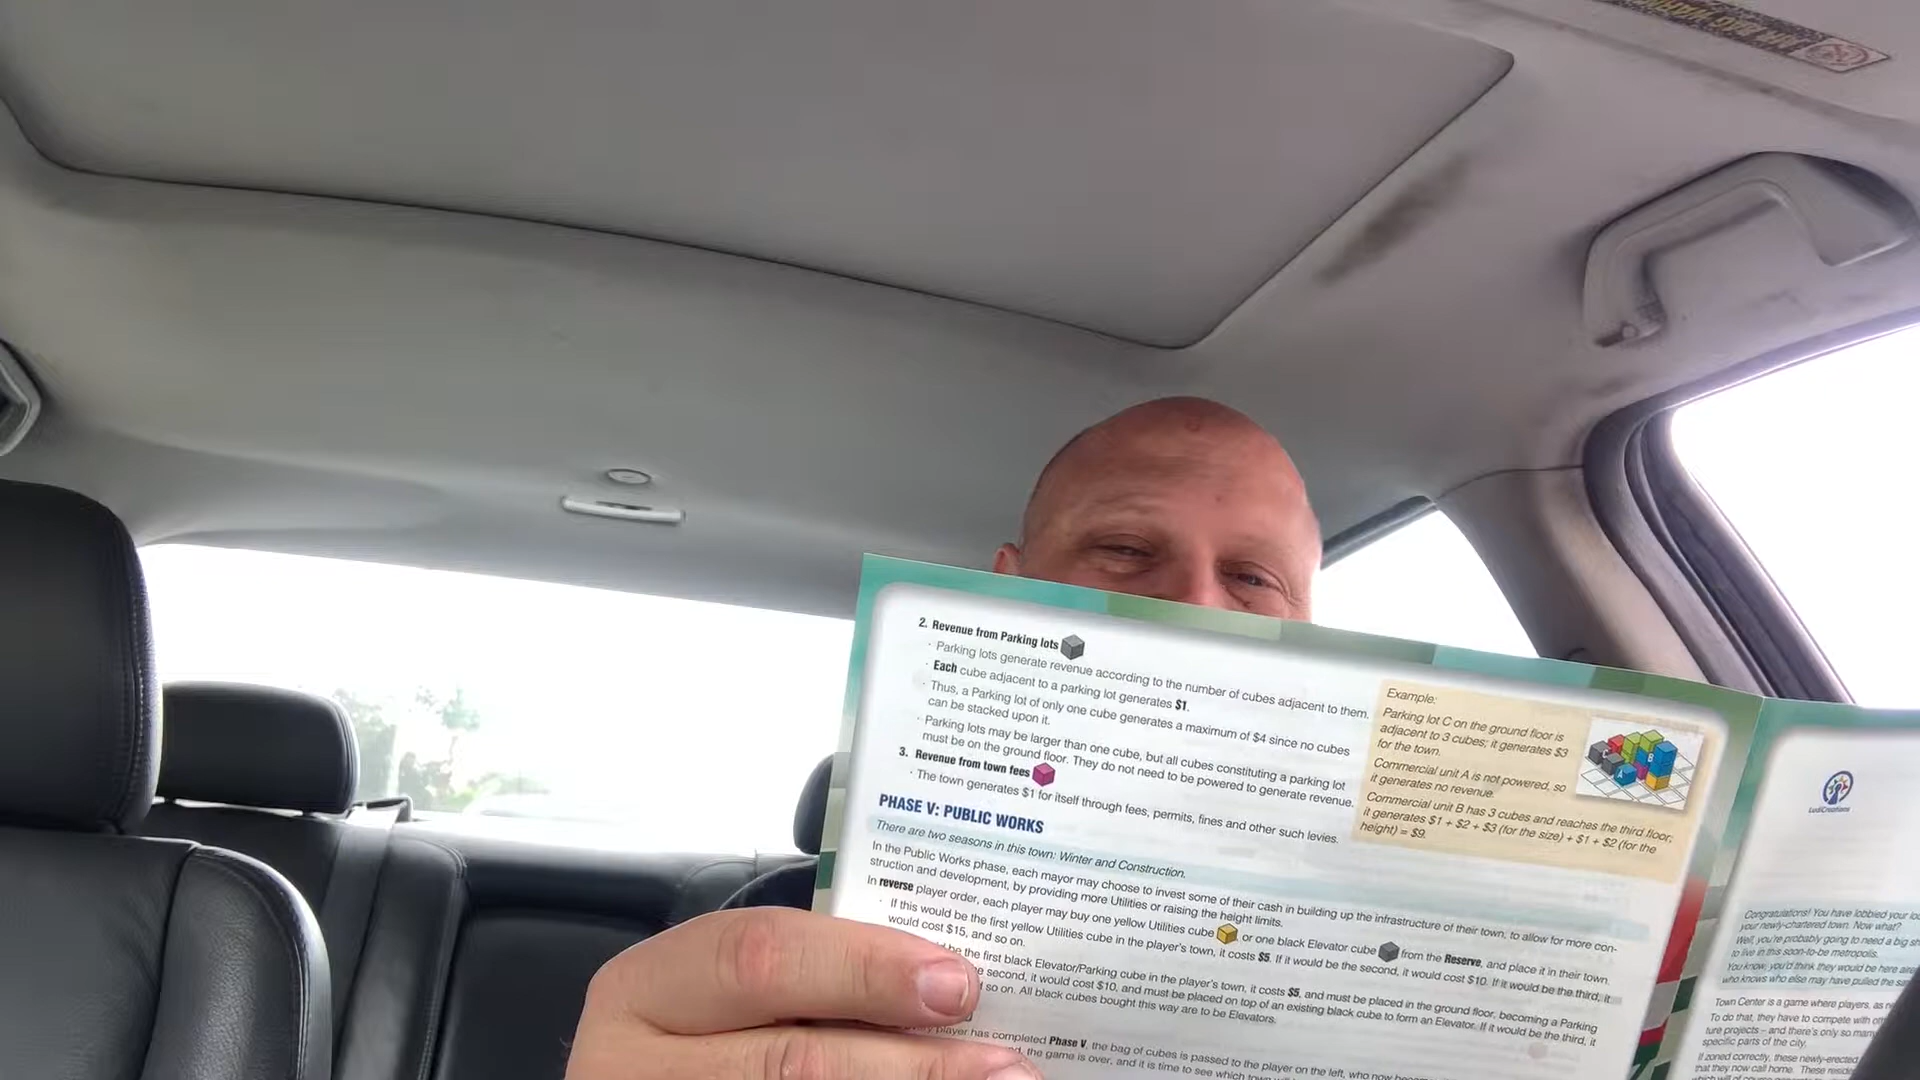 AIR BAG WARNING
2. Revenue from Parking lots
· Parking lots generate revenue according to the number of cubes adjacent to them.
· Each cube adjacent to a parking lot generates $1.
· Thus, a Parking lot of only one cube generates a maximum of $4 since no cubes
can be stacked upon it.
· Parking lots may be larger than one cube, but all cubes constituting a parking lot
must be on the ground floor. They do not need to be powered to generate revenue.
3. Revenue from town fees
· The town generates $1 for itself through fees, permits, fines and other such levies.
Example:
Parking lot C on the ground floor is
adjacent to 3 cubes; it generates $3
for the town.
Commercial unit A is not powered, so
it generates no revenue.
Commercial unit B has 3 cubes and reaches the third floor;
it generates $1 + $2 + $3 (for the size) + $1 + $2 (for the
height) = $9.
C
A
B
PHASE V: PUBLIC WORKS
There are two seasons in this town: Winter and Construction.
In the Public Works phase, each mayor may choose to invest some of their cash in building up the infrastructure of their town, to allow for more con-
struction and development, by providing more Utilities or raising the height limits.
In reverse player order, each player may buy one yellow Utilities cube or one black Elevator cube from the Reserve, and place it in their town.
· If this would be the first yellow Utilities cube in the player's town, it costs $5. If it would be the second, it would cost $10. If it would be the third, it
would cost $15, and so on.
be the first black Elevator/Parking cube in the player's town, it costs $5, and must be placed in the ground floor, becoming a Parking
second, it would cost $10, and must be placed on top of an existing black cube to form an Elevator. If it would be the third, it
so on. All black cubes bought this way are to be Elevators.
player has completed Phase V, the bag of cubes is passed to the player on the left, who now
the game is over, and it is time to see which town
LudiCreations
Congratulations! You have lobbied your
your newly-chartered town. Now what?
Well, you're probably going to need a big
to live in this soon-to-be metropolis.
You know, you'd think they would be here
who knows who else may have pulled the
Town Center is a game where players, as
To do that, they have to compete with
ture projects – and there's only so many
specific parts of the city.
If zoned correctly, these newly-erected
that they now call home. These
which will of course